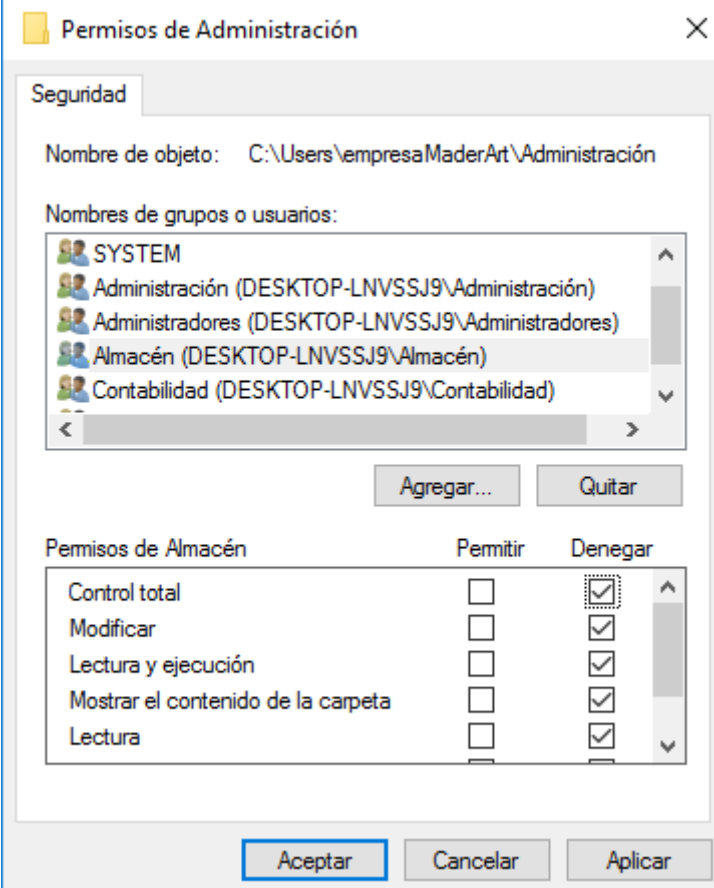 Permisos de Administración
Seguridad
Nombre de objeto: C:\Users\empresaMaderArt\Administración
Nombres de grupos o usuarios:
SYSTEM
Administración (DESKTOP-LNVSSJ9\Administración)
Administradores (DESKTOP-LNVSSJ9\Administradores)
Almacén (DESKTOP-LNVSSJ9\Almacén)
Contabilidad (DESKTOP-LNVSSJ9\Contabilidad)
Agregar... Quitar
Permisos de Almacén Permitir Denegar
Control total
Modificar
Lectura y ejecución
Mostrar el contenido de la carpeta
Lectura
Aceptar Cancelar Aplicar